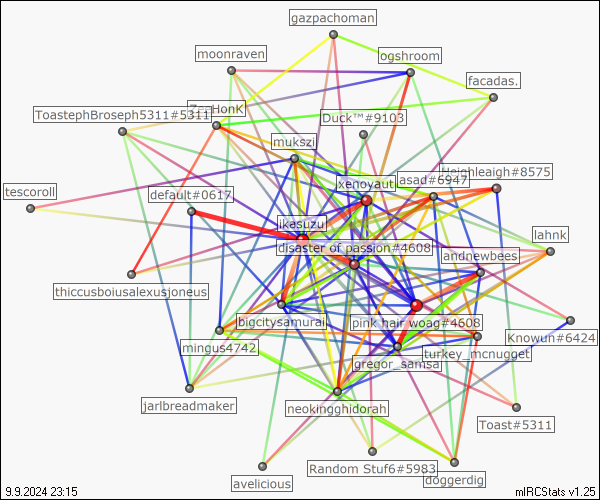 gazpachoman
moonraven
ogshroom
facadas.
ToastephBroseph5311#5311
Duck™#9103
mukszi
xenoyaut
asad#6947
Heighleaigh#8575
tescoroll
default#0617
ikasuzu
lahnk
disaster of passion#4608
andnewbees
thiccusboiusalexusjoneus
bigcitysamurai
pink hair woag#4608
Knowun#6424
mingus4742
turkey_mcnugget
gregor_samsa
jarlbreadmaker
neokingghidorah
Toast#5311
Random Stuf6#5983
doggerdig
avelicious
9.9.2024 23:15
mIRCStats v1.25